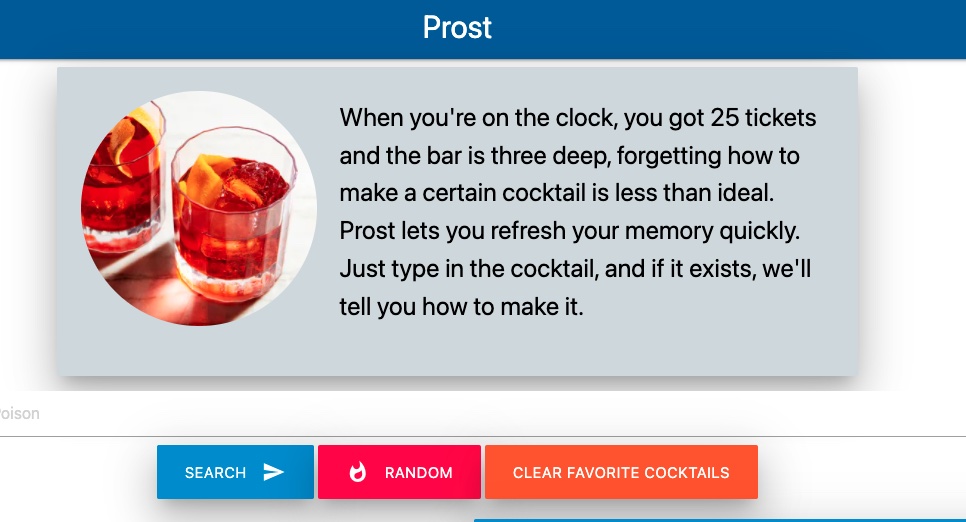 Prost
When you're on the clock, you got 25 tickets
and the bar is three deep, forgetting how to
make a certain cocktail is less than ideal.
Prost lets you refresh your memory quickly.
Just type in the cocktail, and if it exists, we'll
tell you how to make it.
oison
SEARCH
RANDOM
CLEAR FAVORITE COCKTAILS